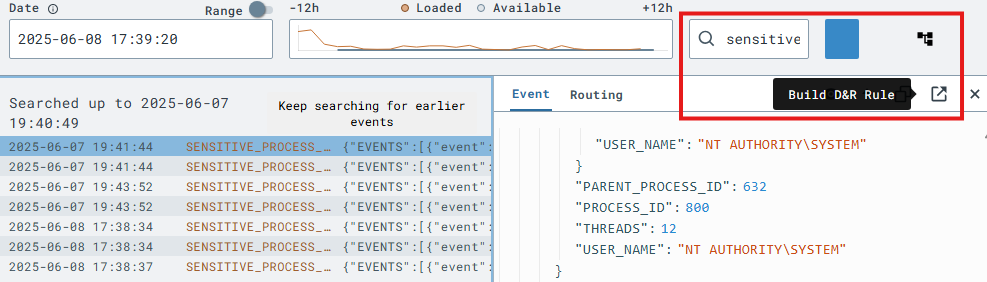 Date
Range
2025-06-08 17:39:20
-12h Loaded Available +12h
sensitive
Searched up to 2025-06-07
19:40:49
Keep searching for earlier
events
2025-06-07 19:41:44 SENSITIVE_PROCESS_… {"EVENTS":[{"event":
2025-06-07 19:41:44 SENSITIVE_PROCESS_… {"EVENTS":[{"event":
2025-06-07 19:43:52 SENSITIVE_PROCESS_… {"EVENTS":[{"event":
2025-06-07 19:43:52 SENSITIVE_PROCESS_… {"EVENTS":[{"event":
2025-06-08 17:38:34 SENSITIVE_PROCESS_… {"EVENTS":[{"event":
2025-06-08 17:38:34 SENSITIVE_PROCESS_… {"EVENTS":[{"event":
2025-06-08 17:38:37 SENSITIVE_PROCESS_… {"EVENTS":[{"event":
Event Routing
Build D&R Rule
"USER_NAME": "NT AUTHORITY\SYSTEM"
}
"PARENT_PROCESS_ID": 632
"PROCESS_ID": 800
"THREADS": 12
"USER_NAME": "NT AUTHORITY\SYSTEM"
}